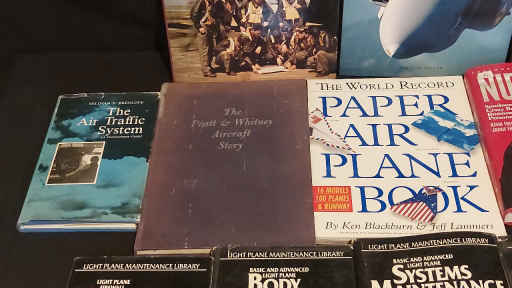 The
Air Traffic
System
The
Pratt & Whitney
Aircraft
Story
THE WORLD RECORD
PAPER
AIR
PLANE
BOOK
16 MODELS
100 PLANES
& RUNWAY
By Ken Blackburn & Jeff Lammers
LIGHT PLANE MAINTENANCE LIBRARY
LIGHT PLANE
LIGHT PLANE MAINTENANCE LIBRARY
BASIC AND ADVANCED
LIGHT PLANE
BODY
LIGHT PLANE MAINTENANCE LIBRARY
BASIC AND ADVANCED
LIGHT PLANE
SYSTEMS
MAINTENANCE